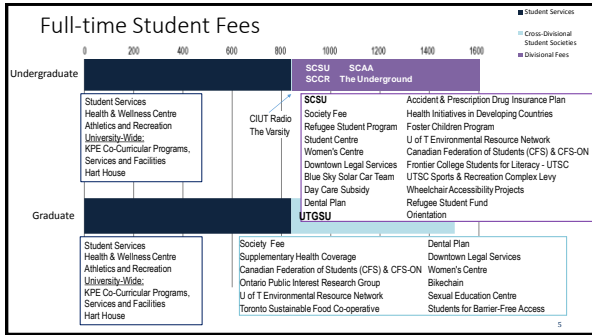 Full-time Student Fees
Student Services
Cross-Divisional
Student Societies
Divisional Fees
0 200 400 600 800 1000 1200 1400 1600
Undergraduate
SCSU SCAA
SCCR The Underground
Student Services
Health & Wellness Centre
Athletics and Recreation
University-Wide:
KPE Co-Curricular Programs,
Services and Facilities
Hart House
CIUT Radio
The Varsity
SCSU
Society Fee
Refugee Student Program
Student Centre
Women's Centre
Downtown Legal Services
Blue Sky Solar Car Team
Day Care Subsidy
Dental Plan
Accident & Prescription Drug Insurance Plan
Health Initiatives in Developing Countries
Foster Children Program
U of T Environmental Resource Network
Canadian Federation of Students (CFS) & CFS-ON
Frontier College Students for Literacy - UTSC
UTSC Sports & Recreation Complex Levy
Wheelchair Accessibility Projects
Refugee Student Fund
Orientation
Graduate
UTGSU
Student Services
Health & Wellness Centre
Athletics and Recreation
University-Wide:
KPE Co-Curricular Programs,
Services and Facilities
Hart House
Society Fee
Supplementary Health Coverage
Canadian Federation of Students (CFS) & CFS-ON
Ontario Public Interest Research Group
U of T Environmental Resource Network
Toronto Sustainable Food Co-operative
Dental Plan
Downtown Legal Services
Women's Centre
Bikechain
Sexual Education Centre
Students for Barrier-Free Access
5